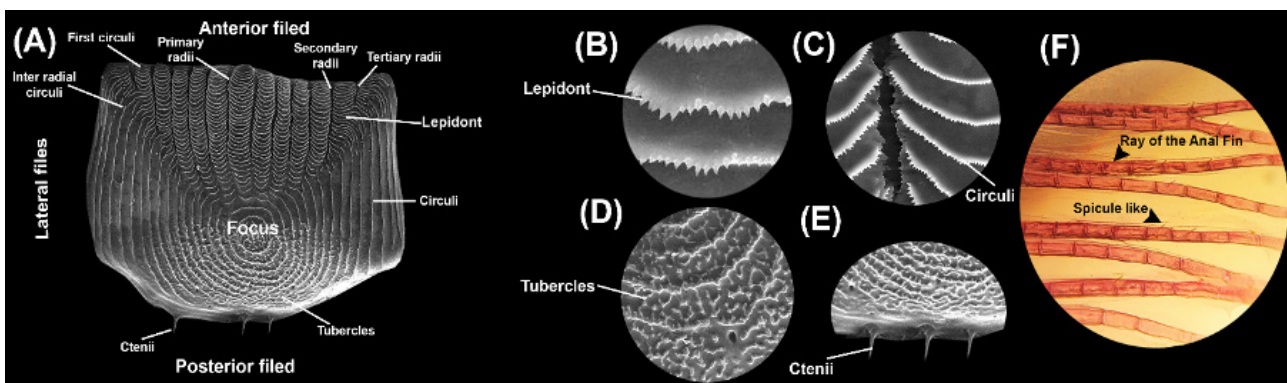 (A)
Anterior filed
First circuli
Primary
radii
Secondary
radii
Tertiary radii
Inter radial
circuli
Lepidont
Lateral files
Circuli
Focus
Tubercles
Ctenii
Posterior filed
(B)
Lepidont
(C)
Circuli
(D)
Tubercles
(E)
Ctenii
(F)
Ray of the Anal Fin
Spicule like